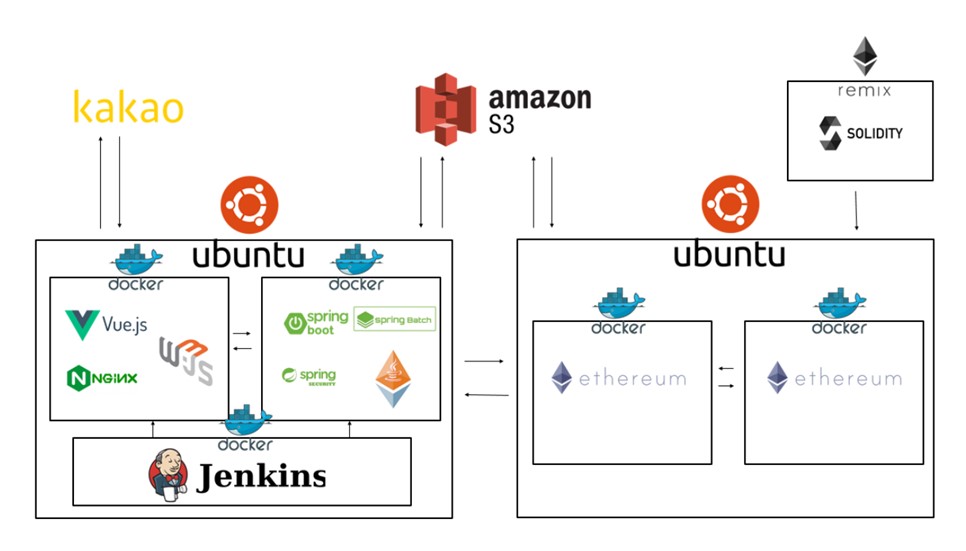 kakao
amazon
S3
remix
SOLIDITY
ubuntu
ubuntu
docker
docker
Vue.js
W3JS
NGINX
spring
boot
spring Batch
spring
SECURITY
docker
docker
ethereum
ethereum
docker
Jenkins